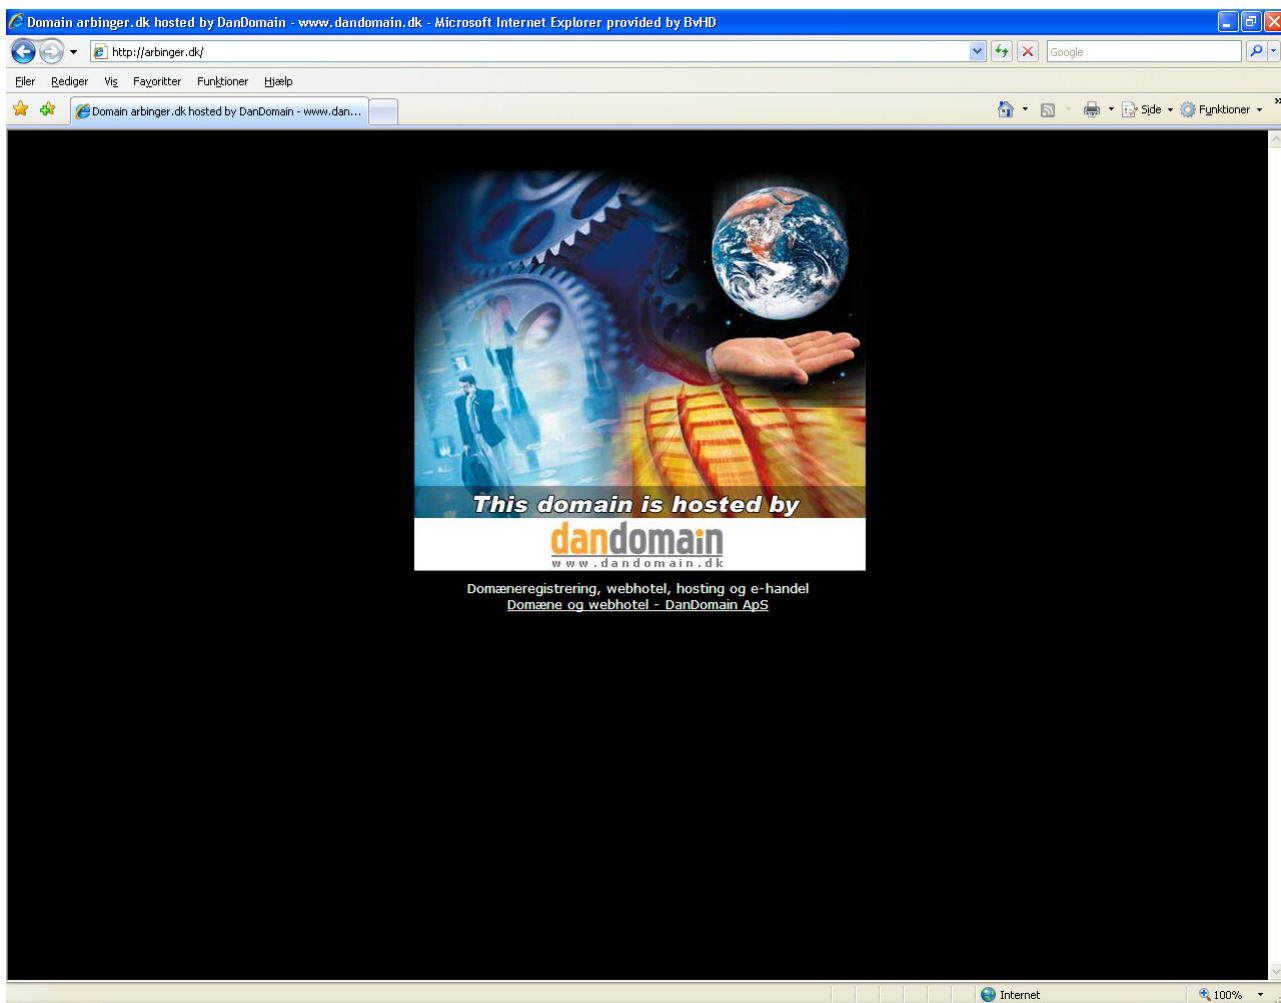 Domain arbinger.dk hosted by DanDomain - www.dandomain.dk - Microsoft Internet Explorer provided by BvHD
http://arbinger.dk/
Google
Filer Rediger Vis Favoritter Funktioner Hjælp
Domain arbinger.dk hosted by DanDomain - www.dan...
Side
Funktioner
»
This domain is hosted by
dandomain
www.dandomain.dk
Domæneregistrering, webhotel, hosting og e-handel
Domæne og webhotel - DanDomain ApS
Internet
100%